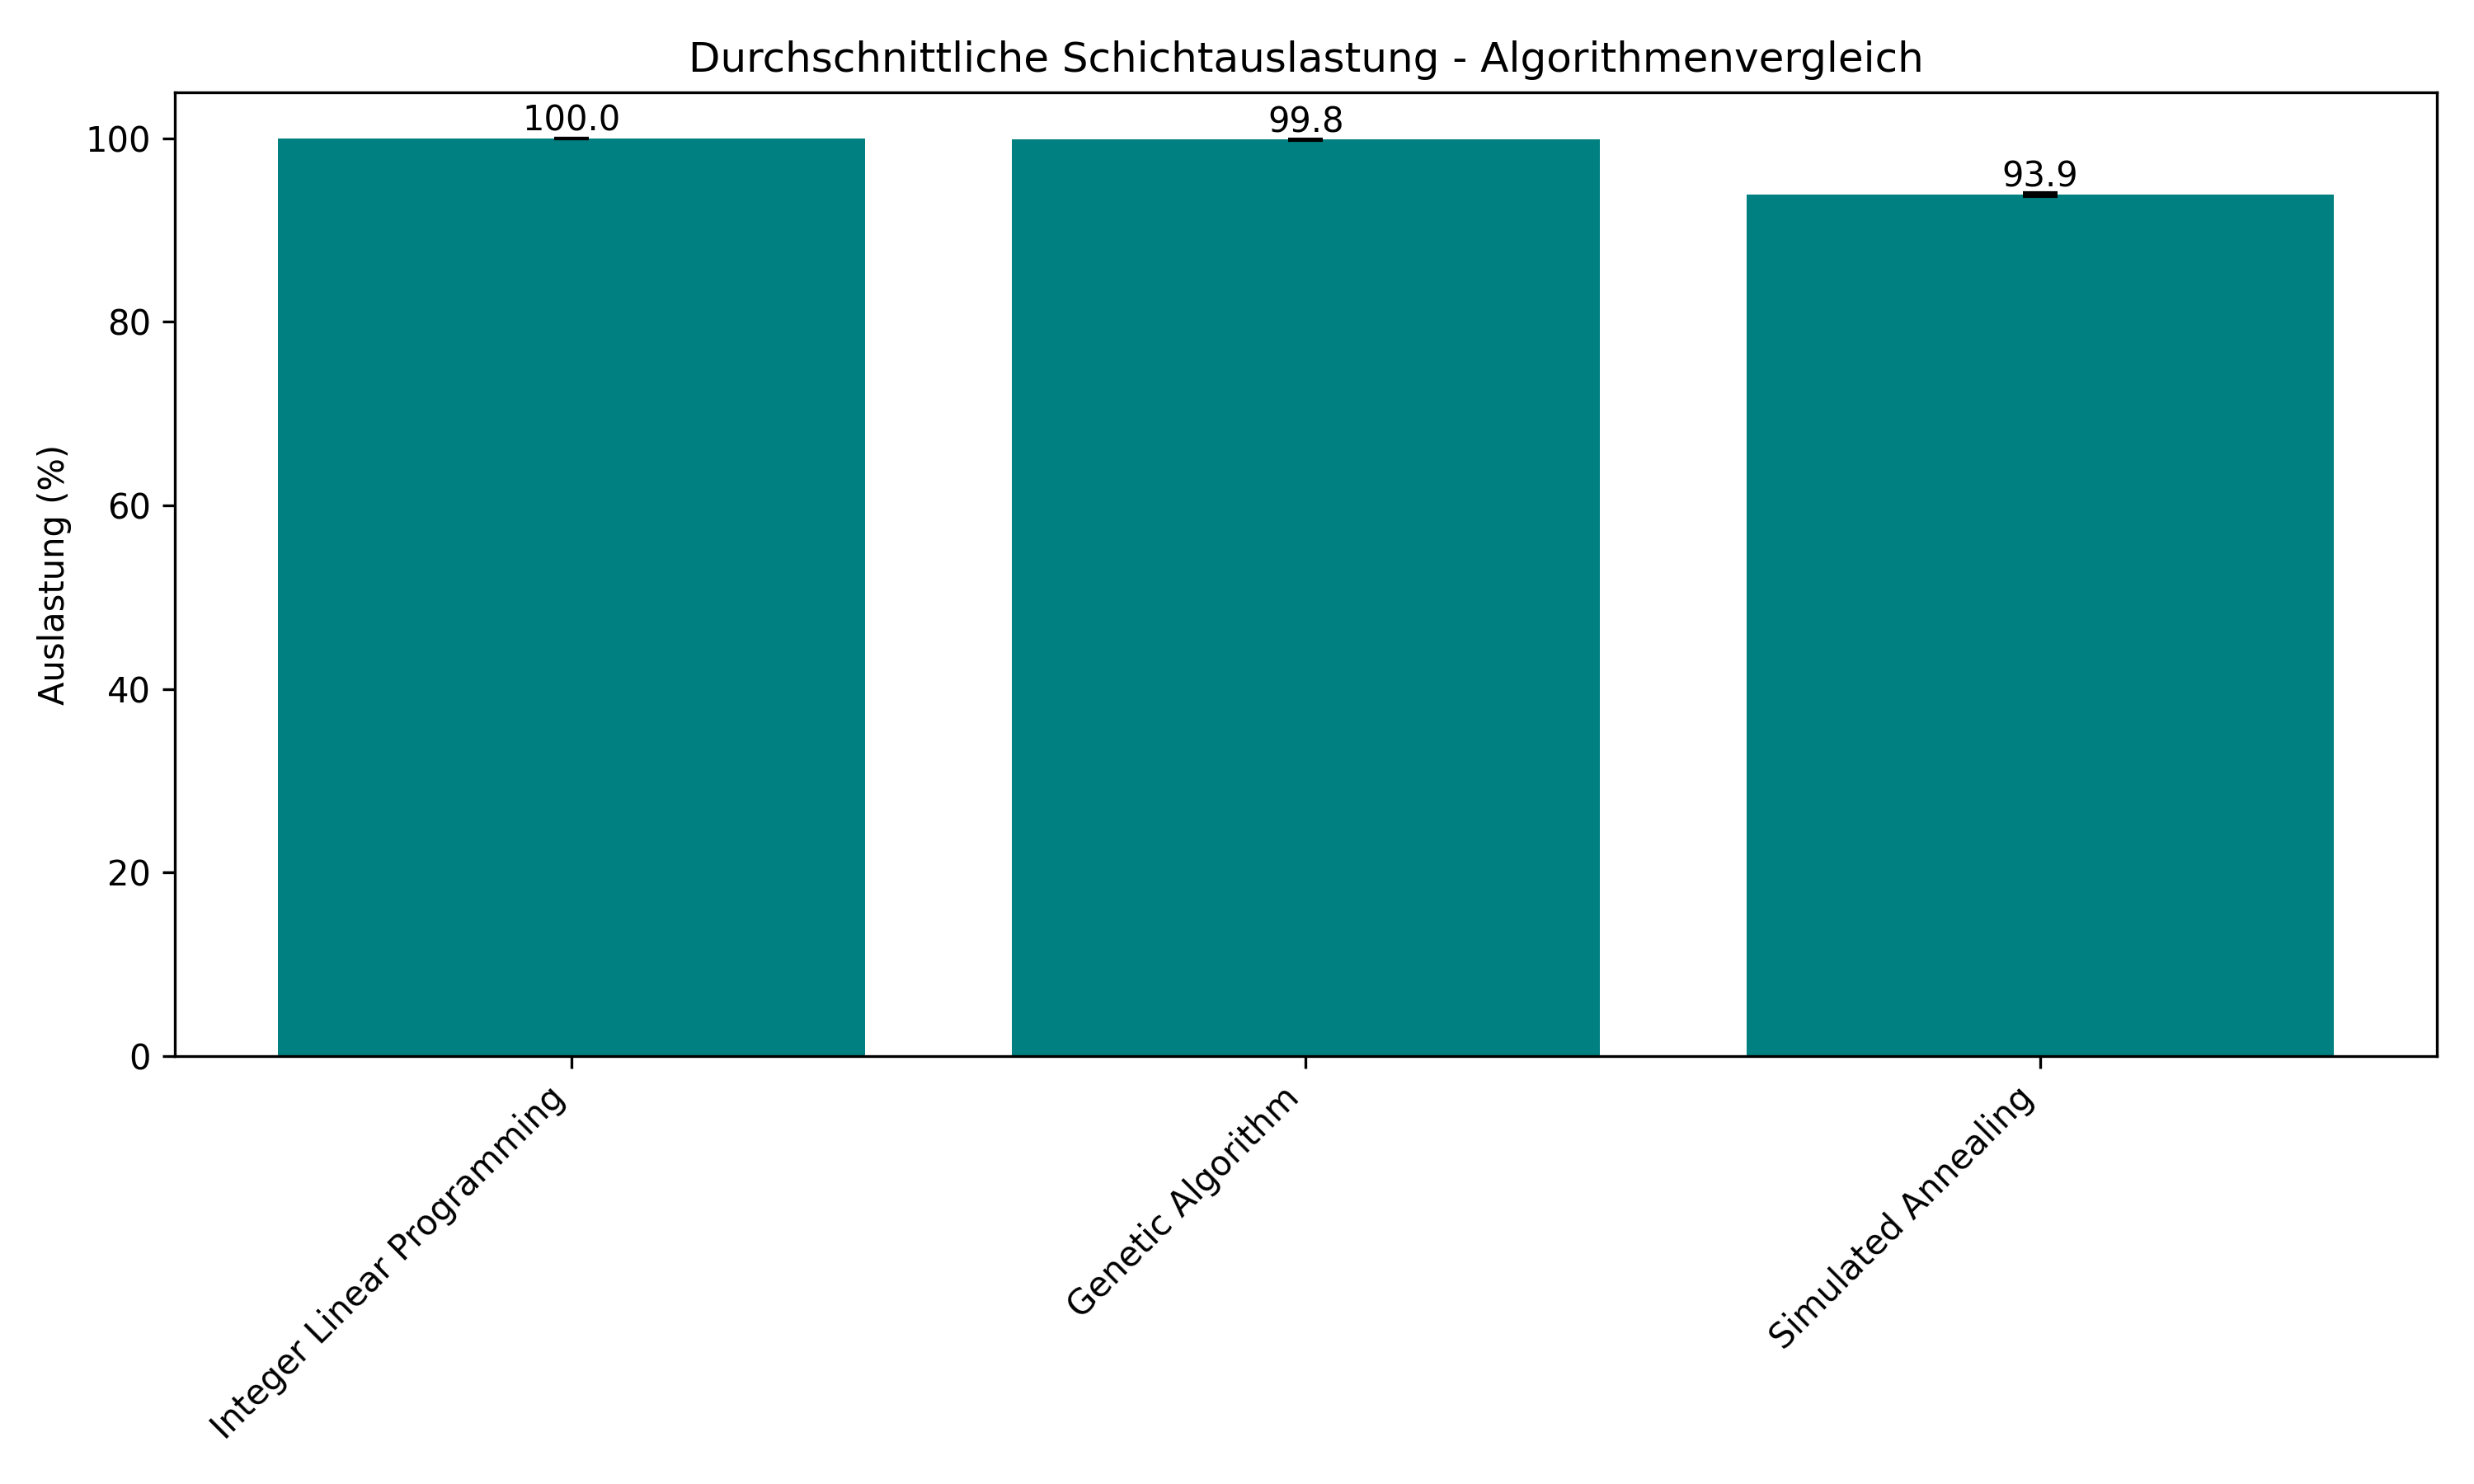 Durchschnittliche Schichtauslastung - Algorithmenvergleich
100.0
99.8
93.9
100
80
60
40
20
0
Auslastung (%)
Integer Linear Programming
Genetic Algorithm
Simulated Annealing